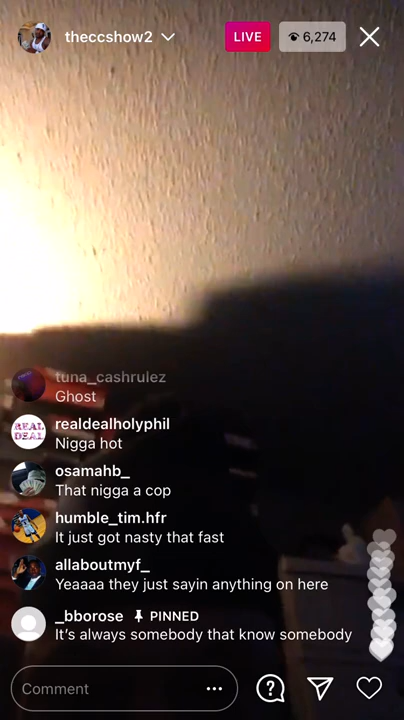 theccshow2
LIVE
6,274
tuna_cashrulez
Ghost
REAL
DEAL
realdealholyphil
Nigga hot
osamahb_
That nigga a cop
humble_tim.hfr
It just got nasty that fast
allaboutmyf_
Yeaaaa they just sayin anything on here
_bborose PINNED
It’s always somebody that know somebody
Comment